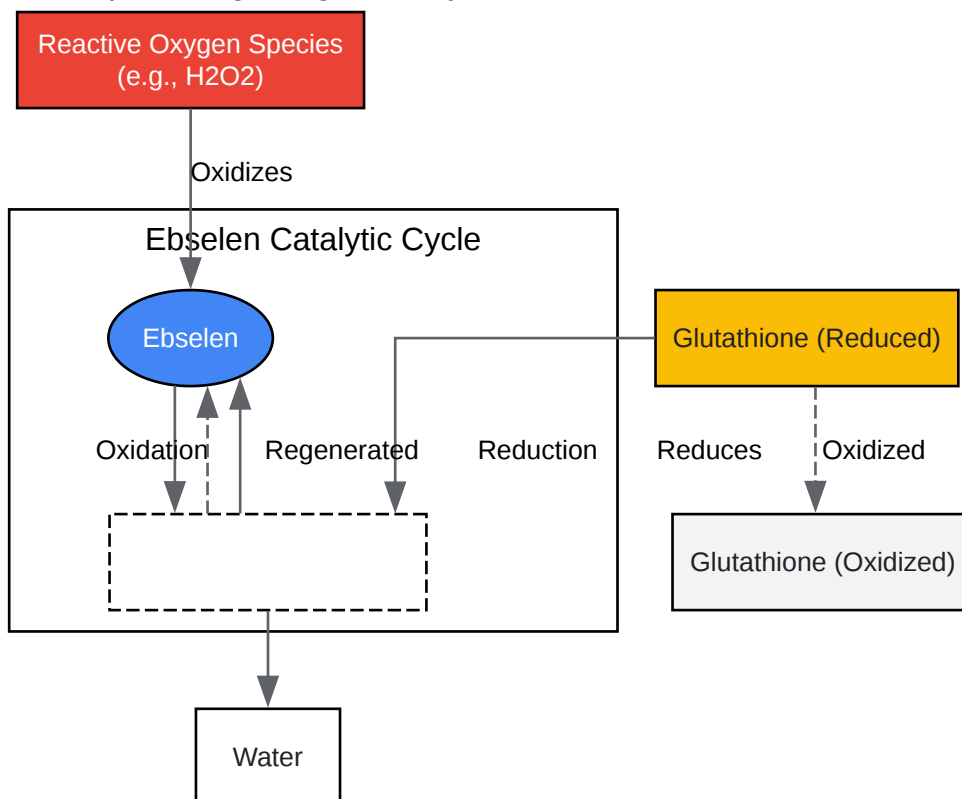 Reactive Oxygen Species
(e.g., H2O2)
Oxidizes
Ebselen Catalytic Cycle
Ebselen
Glutathione (Reduced)
Oxidation
Regenerated
Reduction
Reduces
Oxidized
Glutathione (Oxidized)
Water